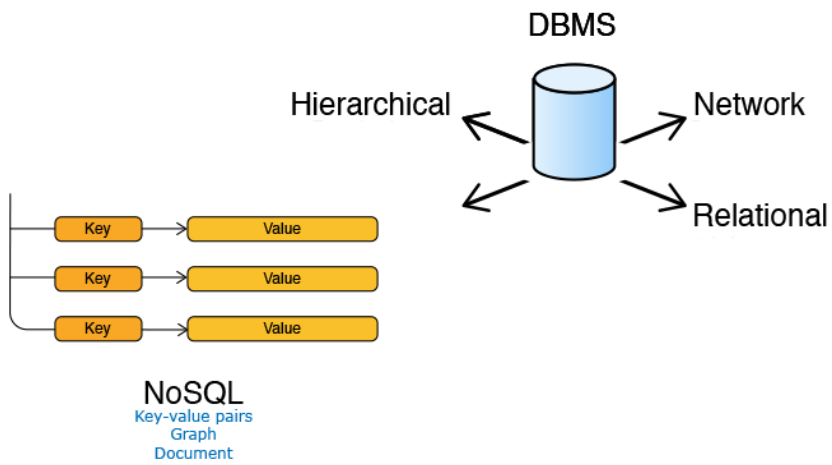 DBMS
Hierarchical
Network
Relational
Key
Value
Key
Value
Key
Value
NoSQL
Key-value pairs
Graph
Document